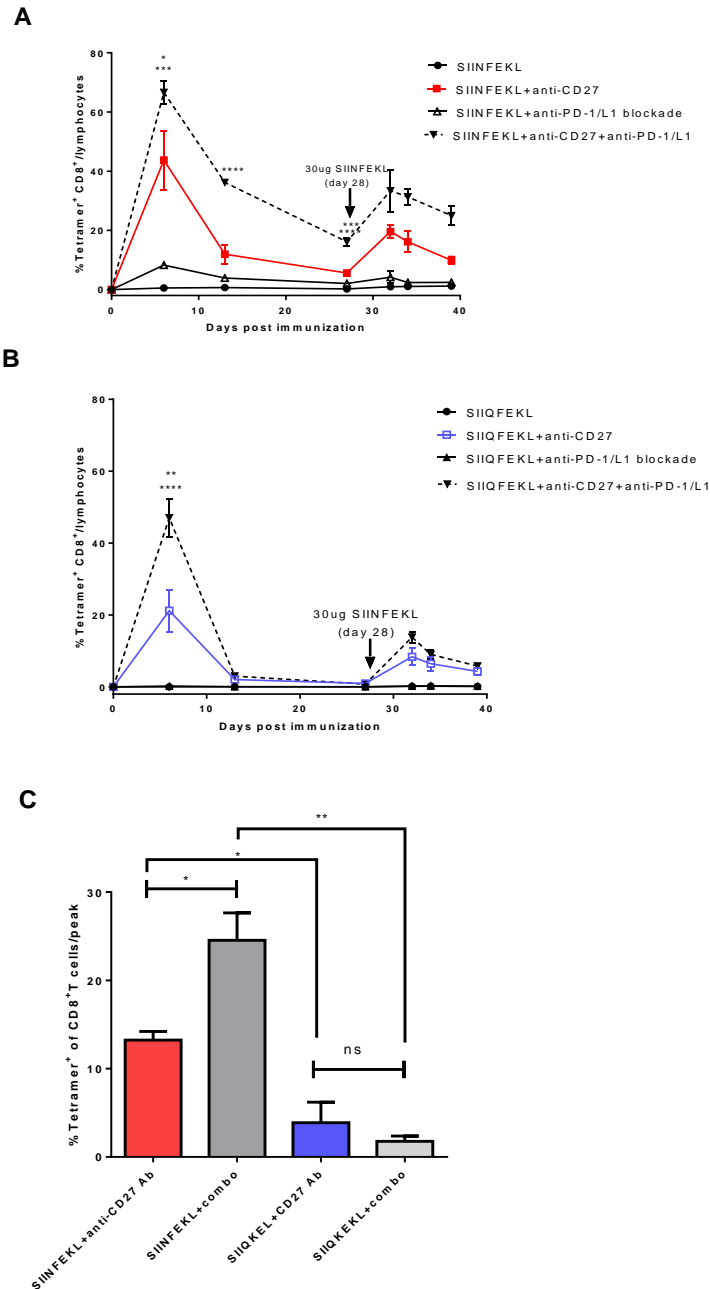 A
80
60
40
20
0
% Tetramer+ CD8+/lymphocytes
*
***
****
30ug SIINFEKL
(day 28)
***
****
0 10 20 30 40
Days post immunization
SIINFEKL
SIINFEKL+anti-CD27
SIINFEKL+anti-PD-1/L1 blockade
SIINFEKL+anti-CD27+anti-PD-1/L1
B
80
60
40
20
0
% Tetramer+ CD8+/lymphocytes
**
****
30ug SIINFEKL
(day 28)
0 10 20 30 40
Days post immunization
SIIQFEKL
SIIQFEKL+anti-CD27
SIIQFEKL+anti-PD-1/L1 blockade
SIIQFEKL+anti-CD27+anti-PD-1/L1
C
**
*
*
ns
30
20
10
0
% Tetramer+ of CD8+T cells/peak
SIINFEKL+anti-CD27 Ab
SIINFEKL+combo
SIIQKEL+CD27 Ab
SIIQKFEKL+combo